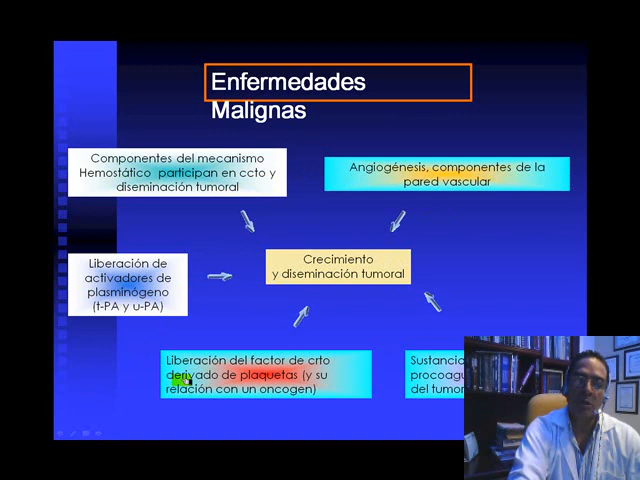 Enfermedades
Malignas
Componentes del mecanismo
Hemostático participan en ccto y
diseminación tumoral
Angiogénesis, componentes de la
pared vascular
Liberación de
activadores de
plasminógeno
(t-PA y u-PA)
Crecimiento
y diseminación tumoral
Liberación del factor de crto
derivado de plaquetas (y su
relación con un oncogen)
Sustancia
procoagu
del tumor